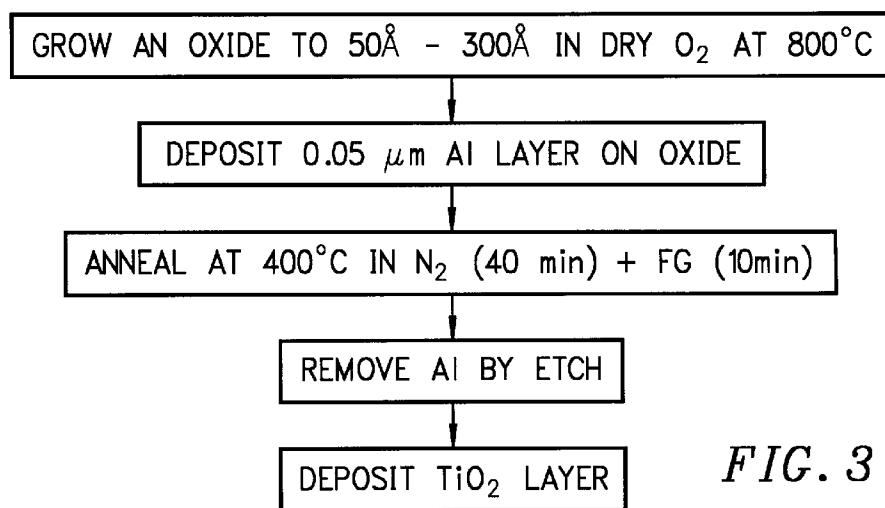 GROW AN OXIDE TO 50Å - 300Å IN DRY O₂ AT 800°C
DEPOSIT 0.05 μm Al LAYER ON OXIDE
ANNEAL AT 400°C IN N₂ (40 min) + FG (10min)
REMOVE Al BY ETCH
DEPOSIT TiO₂ LAYER
FIG. 3